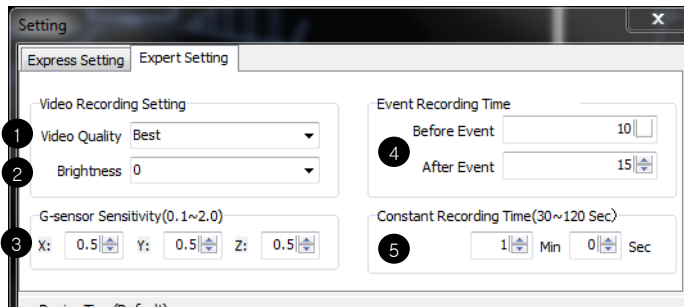 Setting
x
Express Setting Expert Setting
Video Recording Setting
1 Video Quality Best
2 Brightness 0
G-sensor Sensitivity(0.1~2.0)
3 X: 0.5 Y: 0.5 Z: 0.5
Event Recording Time
4
Before Event 10
After Event 15
Constant Recording Time(30~120 Sec)
5 1 Min 0 Sec